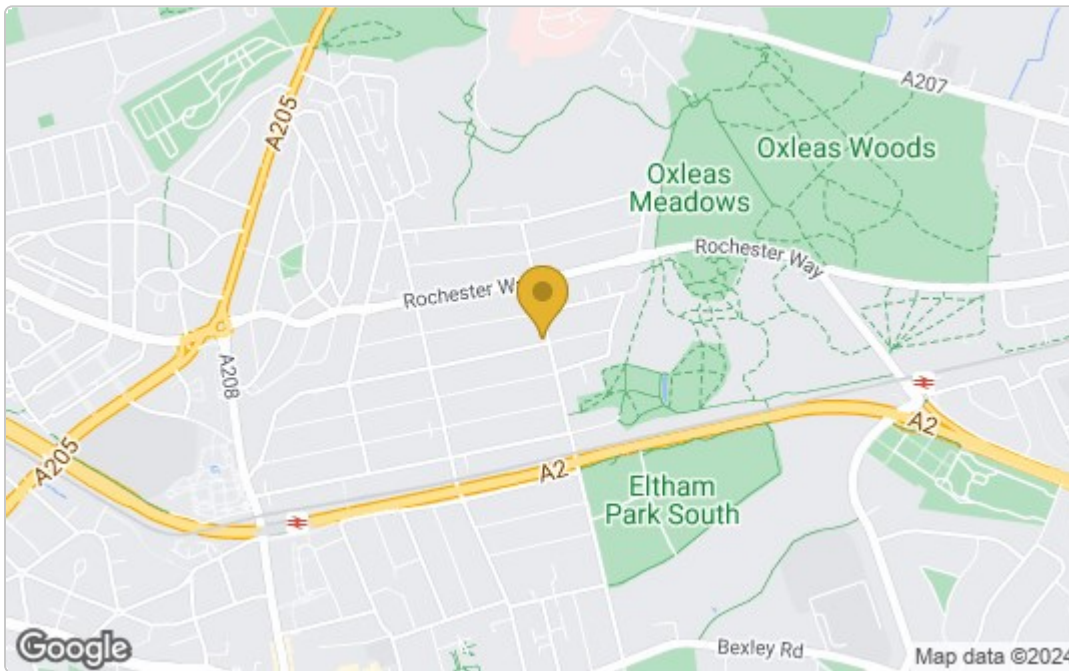 A205
A207
Oxleas Woods
Oxleas
Meadows
Rochester Way
Rochester W
A208
A205
A2
A2
Eltham
Park South
Bexley Rd
Google
Map data ©2024